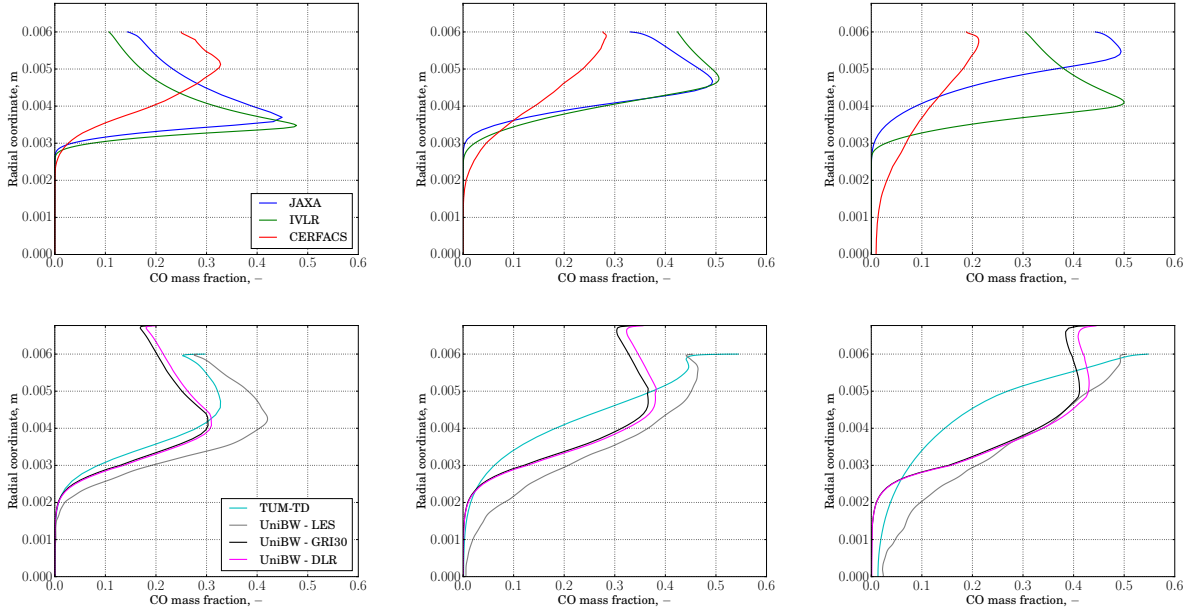 0.006
0.005
0.004
0.003
0.002
0.001
0.000
Radial coordinate, m
0.0 0.1 0.2 0.3 0.4 0.5 0.6
CO mass fraction, −
JAXA
IVLR
CERFACS
0.006
0.005
0.004
0.003
0.002
0.001
0.000
Radial coordinate, m
0.0 0.1 0.2 0.3 0.4 0.5 0.6
CO mass fraction, −
0.006
0.005
0.004
0.003
0.002
0.001
0.000
Radial coordinate, m
0.0 0.1 0.2 0.3 0.4 0.5 0.6
CO mass fraction, −
0.006
0.005
0.004
0.003
0.002
0.001
0.000
Radial coordinate, m
0.0 0.1 0.2 0.3 0.4 0.5 0.6
CO mass fraction, −
TUM-TD
UniBW - LES
UniBW - GRI30
UniBW - DLR
0.006
0.005
0.004
0.003
0.002
0.001
0.000
Radial coordinate, m
0.0 0.1 0.2 0.3 0.4 0.5 0.6
CO mass fraction, −
0.006
0.005
0.004
0.003
0.002
0.001
0.000
Radial coordinate, m
0.0 0.1 0.2 0.3 0.4 0.5 0.6
CO mass fraction, −